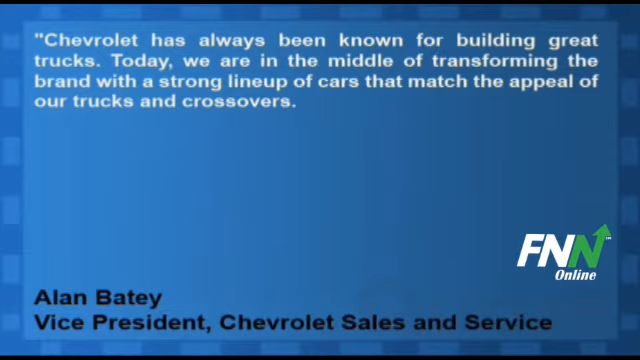 "Chevrolet has always been known for building great
trucks. Today, we are in the middle of transforming the
brand with a strong lineup of cars that match the appeal of
our trucks and crossovers.
FNN
Online
Alan Batey
Vice President, Chevrolet Sales and Service